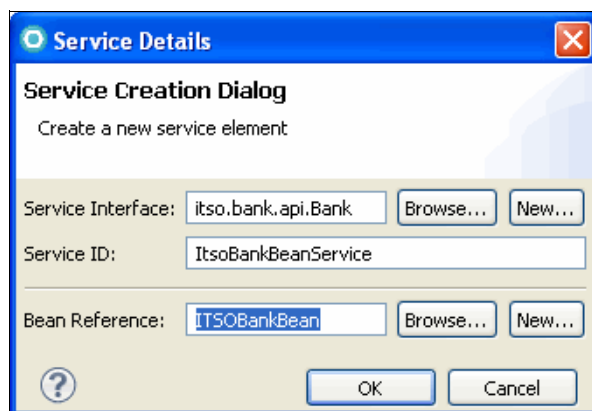 Service Details
Service Creation Dialog
Create a new service element
Service Interface: itso.bank.api.Bank Browse... New...
Service ID: ItsoBankBeanService
Bean Reference: ITSOBankBean Browse... New...
? OK Cancel